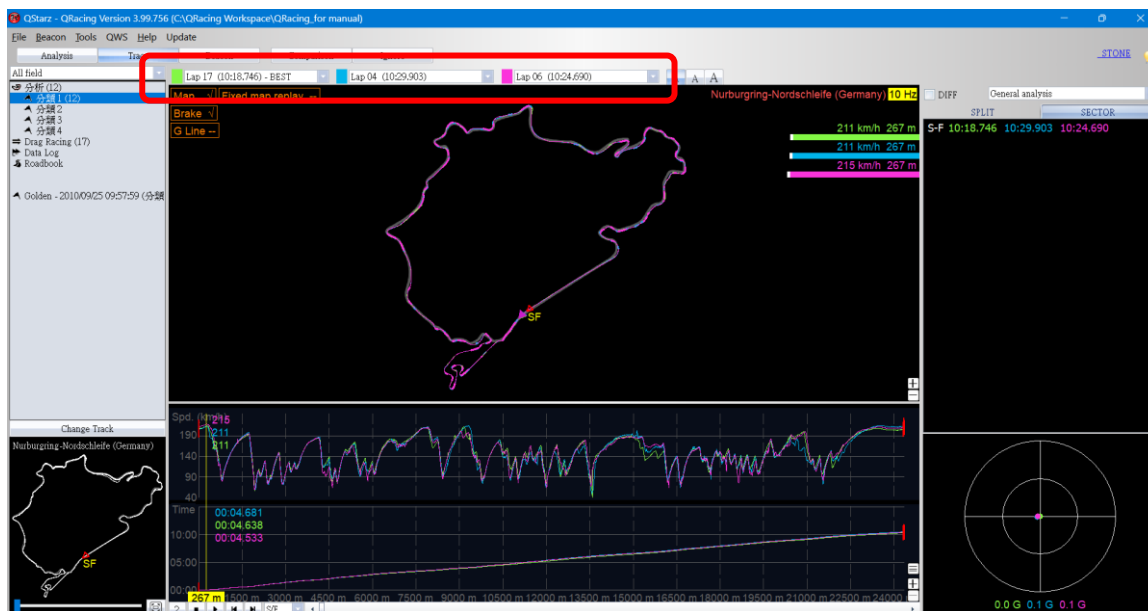 QStarz - QRacing Version 3.99.756 (C:\QRacing Workspace\QRacing_for manual)
File Beacon Tools QWS Help Update
Analysis
STONE
All field
Lap 17 (10:18.746) - BEST Lap 04 (10:29.903) Lap 06 (10:24.690) A A
分析 (12)
分類1 (12)
分類2
分類3
分類4
Drag Racing (17)
Data Log
Roadbook
Golden - 2010/09/25 09:57:59 (分類
Change Track
Nurburgring-Nordschleife (Germany)
SF
Map √ Fixed map replay --
Brake √
G Line --
Nurburgring-Nordschleife (Germany) 10 Hz
211 km/h 267 m
211 km/h 267 m
215 km/h 267 m
SF
Spd. (km/h)
215
211
211
190
140
90
40
Time
00:04.681
00:04.638
00:04.533
10:00
05:00
00:00
267 m 1500 m 3000 m 4500 m 6000 m 7500 m 9000 m 10500 m 12000 m 13500 m 15000 m 16500 m 18000 m 19500 m 21000 m 22500 m 24000 m
S/F
DIFF General analysis
SPLIT SECTOR
S-F 10:18.746 10:29.903 10:24.690
0.0 G 0.1 G 0.1 G